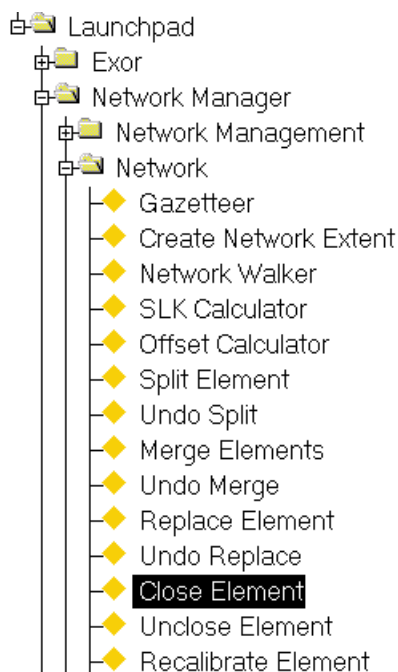 Launchpad
Exor
Network Manager
Network Management
Network
Gazetteer
Create Network Extent
Network Walker
SLK Calculator
Offset Calculator
Split Element
Undo Split
Merge Elements
Undo Merge
Replace Element
Undo Replace
Close Element
Unclose Element
Recalibrate Element